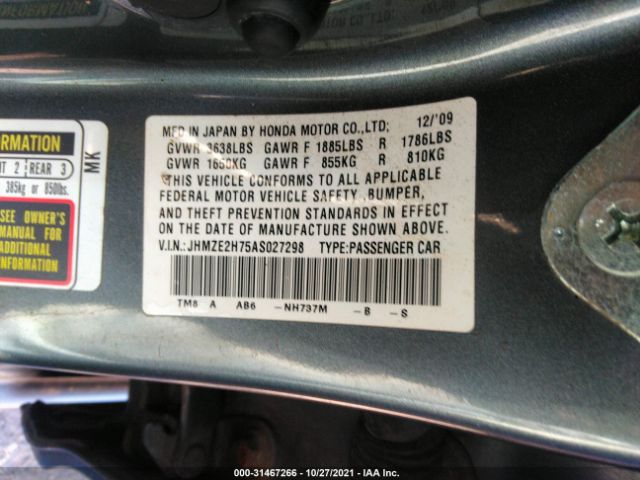 MFD IN JAPAN BY HONDA MOTOR CO.,LTD; 12/'09
GVWR 3638LBS GAWR F 1885LBS R 1786LBS
GVWR 1650KG GAWR F 855KG R 810KG
THIS VEHICLE CONFORMS TO ALL APPLICABLE
FEDERAL MOTOR VEHICLE SAFETY ,BUMPER,
AND THEFT PREVENTION STANDARDS IN EFFECT
ON THE DATE OF MANUFACTURE SHOWN ABOVE.
V.I.N.: JHMZE2H75AS027298 TYPE:PASSENGER CAR
TM8 A AB6 -NH737M -B -S
FORMATION
2 REAR 3
385kg or 850lbs.
SEE OWNER'S
MANUAL FOR
ADDITIONAL
INFORMATION
MK
000-31467266 - 10/27/2021 - IAA Inc.